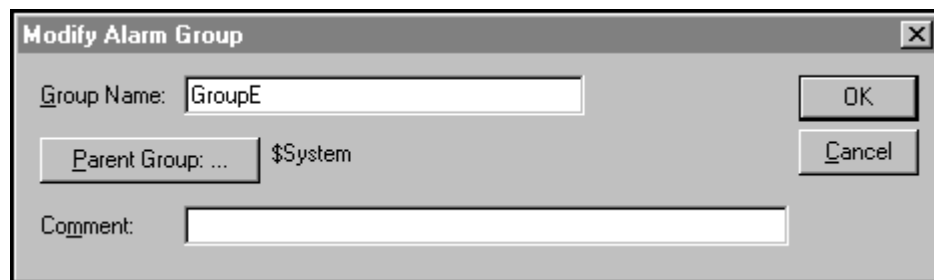 Modify Alarm Group
Group Name: GroupE
OK
Parent Group: ... $System
Cancel
Comment: